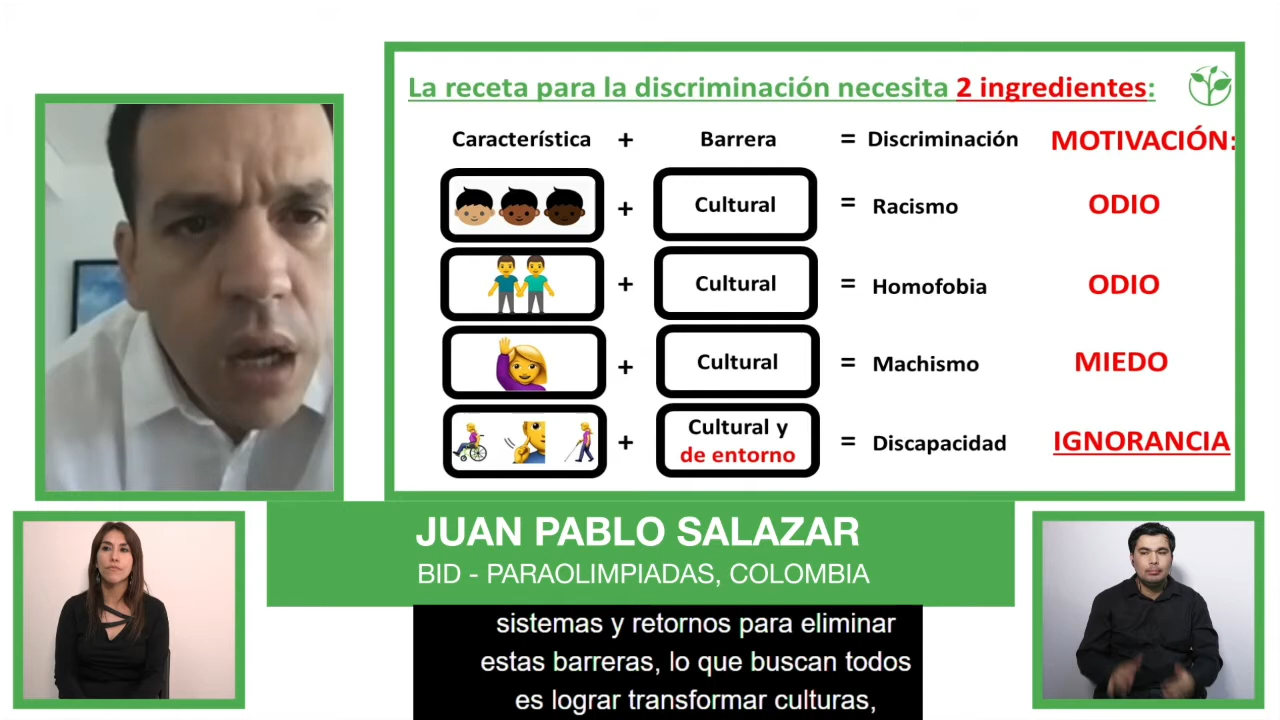 La receta para la discriminación necesita 2 ingredientes:
Característica + Barrera = Discriminación MOTIVACIÓN:
+ Cultural = Racismo ODIO
+ Cultural = Homofobia ODIO
+ Cultural = Machismo MIEDO
+ Cultural y de entorno = Discapacidad IGNORANCIA
JUAN PABLO SALAZAR
BID - PARAOLIMPIADAS, COLOMBIA
sistemas y retornos para eliminar
estas barreras, lo que buscan todos
es lograr transformar culturas,